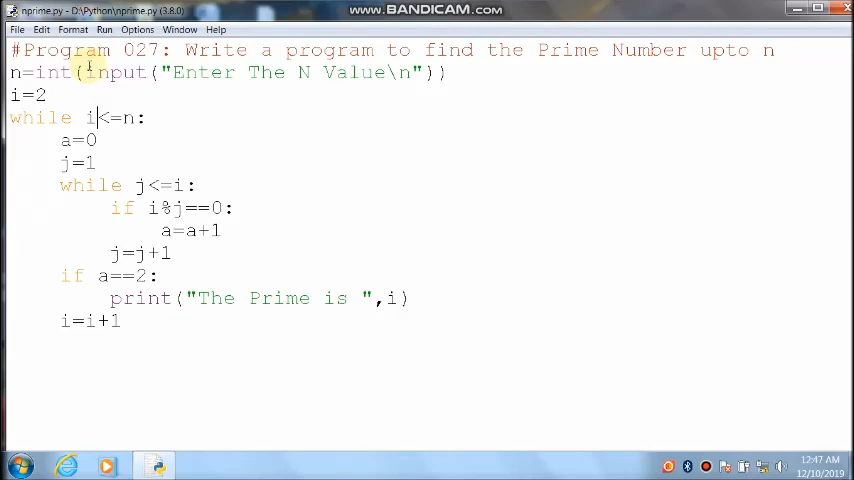 nprime.py - D:\Python\nprime.py (3.8.0)
WWW.BANDICAM.COM
File Edit Format Run Options Window Help
#Program 027: Write a program to find the Prime Number upto n
n=int(input("Enter The N Value\n"))
i=2
while i<=n:
    a=0
    j=1
    while j<=i:
        if i%j==0:
            a=a+1
        j=j+1
    if a==2:
        print("The Prime is ",i)
    i=i+1
12:47 AM
12/10/2019